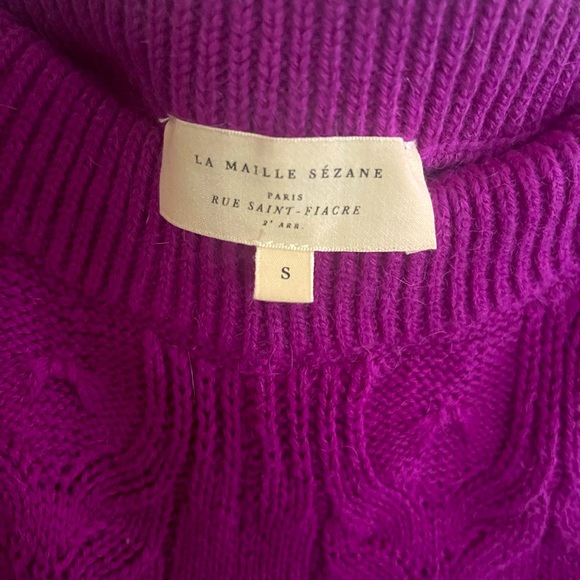 LA MAILLE SÉZANE
PARIS
RUE SAINT-FIACRE
2ᵉ ARR.
S